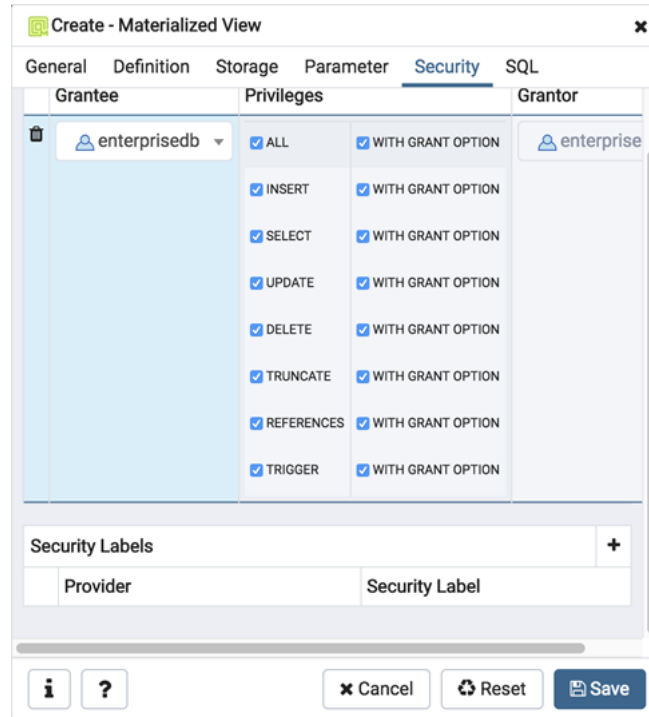 Create - Materialized View
General Definition Storage Parameter Security SQL
Grantee Privileges Grantor
enterprisedb ALL WITH GRANT OPTION enterprise
INSERT WITH GRANT OPTION
SELECT WITH GRANT OPTION
UPDATE WITH GRANT OPTION
DELETE WITH GRANT OPTION
TRUNCATE WITH GRANT OPTION
REFERENCES WITH GRANT OPTION
TRIGGER WITH GRANT OPTION
Security Labels +
Provider Security Label
i ? Cancel Reset Save